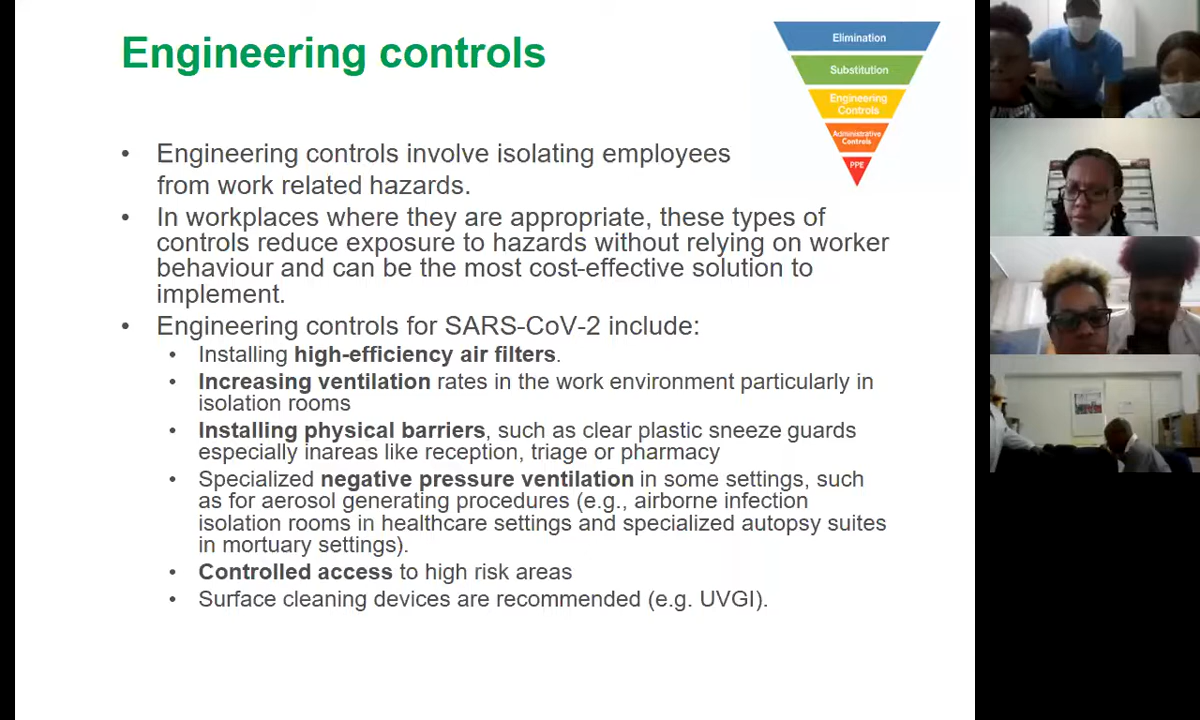 Engineering controls
Elimination
Substitution
Engineering
Controls
Administrative
Controls
PPE
• Engineering controls involve isolating employees
from work related hazards.
• In workplaces where they are appropriate, these types of
controls reduce exposure to hazards without relying on worker
behaviour and can be the most cost-effective solution to
implement.
• Engineering controls for SARS-CoV-2 include:
• Installing high-efficiency air filters.
• Increasing ventilation rates in the work environment particularly in
isolation rooms
• Installing physical barriers, such as clear plastic sneeze guards
especially inareas like reception, triage or pharmacy
• Specialized negative pressure ventilation in some settings, such
as for aerosol generating procedures (e.g., airborne infection
isolation rooms in healthcare settings and specialized autopsy suites
in mortuary settings).
• Controlled access to high risk areas
• Surface cleaning devices are recommended (e.g. UVGI).